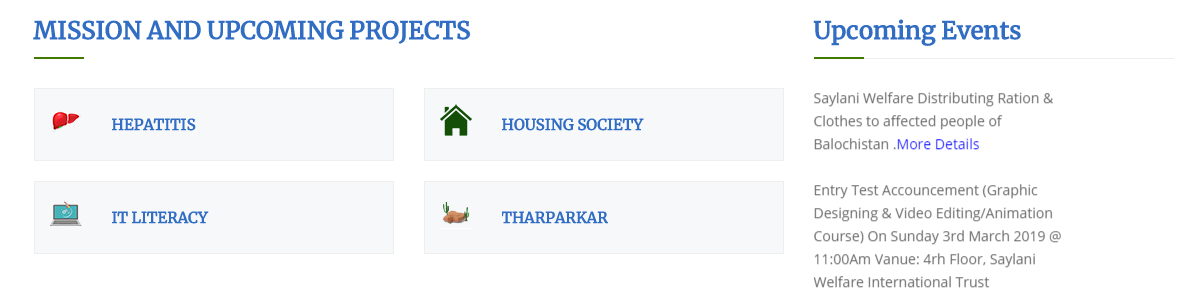 MISSION AND UPCOMING PROJECTS
HEPATITIS
HOUSING SOCIETY
IT LITERACY
THARPARKAR
Upcoming Events
Saylani Welfare Distributing Ration &
Clothes to affected people of
Balochistan .More Details
Entry Test Accouncement (Graphic
Designing & Video Editing/Animation
Course) On Sunday 3rd March 2019 @
11:00Am Vanue: 4rh Floor, Saylani
Welfare International Trust